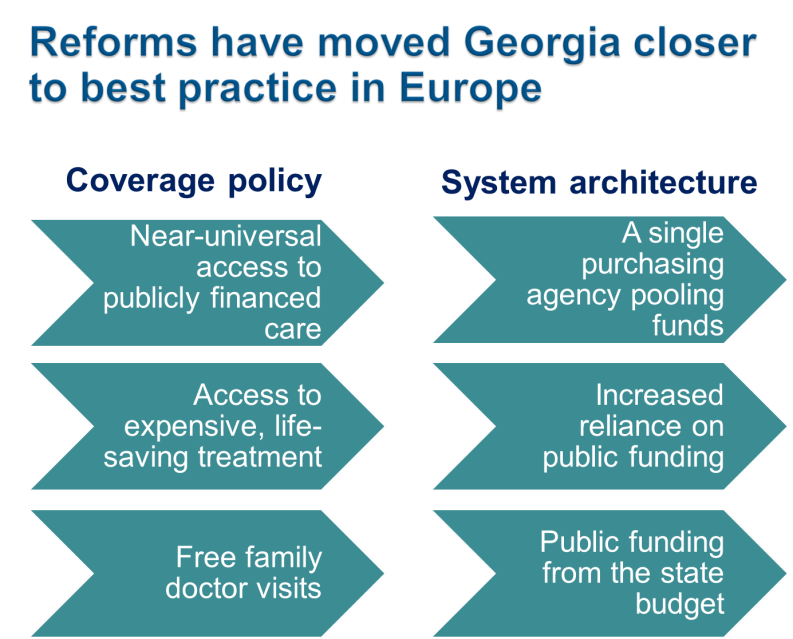 Reforms have moved Georgia closer
to best practice in Europe
Coverage policy
Near-universal
access to
publicly financed
care
Access to
expensive, life-
saving treatment
Free family
doctor visits
System architecture
A single
purchasing
agency pooling
funds
Increased
reliance on
public funding
Public funding
from the state
budget